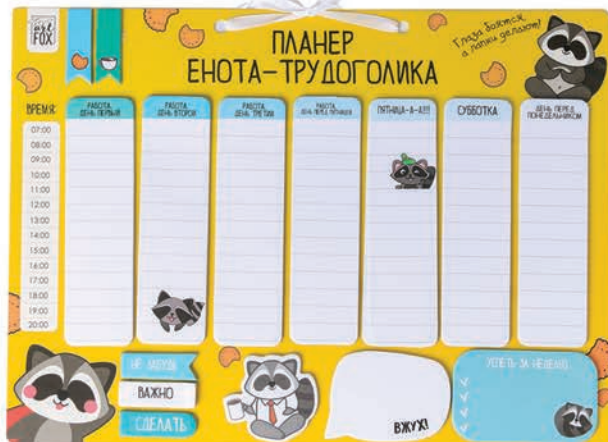 art
FOX
Глаза боятся,
а лапки делают!
ПЛАНЕР
ЕНОТА-ТРУДОГОЛИКА
ВРЕМЯ:
РАБОТА.
ДЕНЬ ПЕРВЫЙ
РАБОТА.
ДЕНЬ ВТОРОЙ
РАБОТА.
ДЕНЬ ТРЕТИЙ
РАБОТА.
ДЕНЬ ПЕРЕД ПЯТНИЦЕЙ
ПЯТНИЦА-А-А!!!
СУББОТА
ДЕНЬ ПЕРЕД
ПОНЕДЕЛЬНИКОМ
07:00
08:00
09:00
10:00
11:00
12:00
13:00
14:00
15:00
16:00
17:00
18:00
19:00
20:00
НЕ ЗАБУДЬ
ВАЖНО
СДЕЛАТЬ
ВЖУХ!
УСПЕТЬ ЗА НЕДЕЛЮ